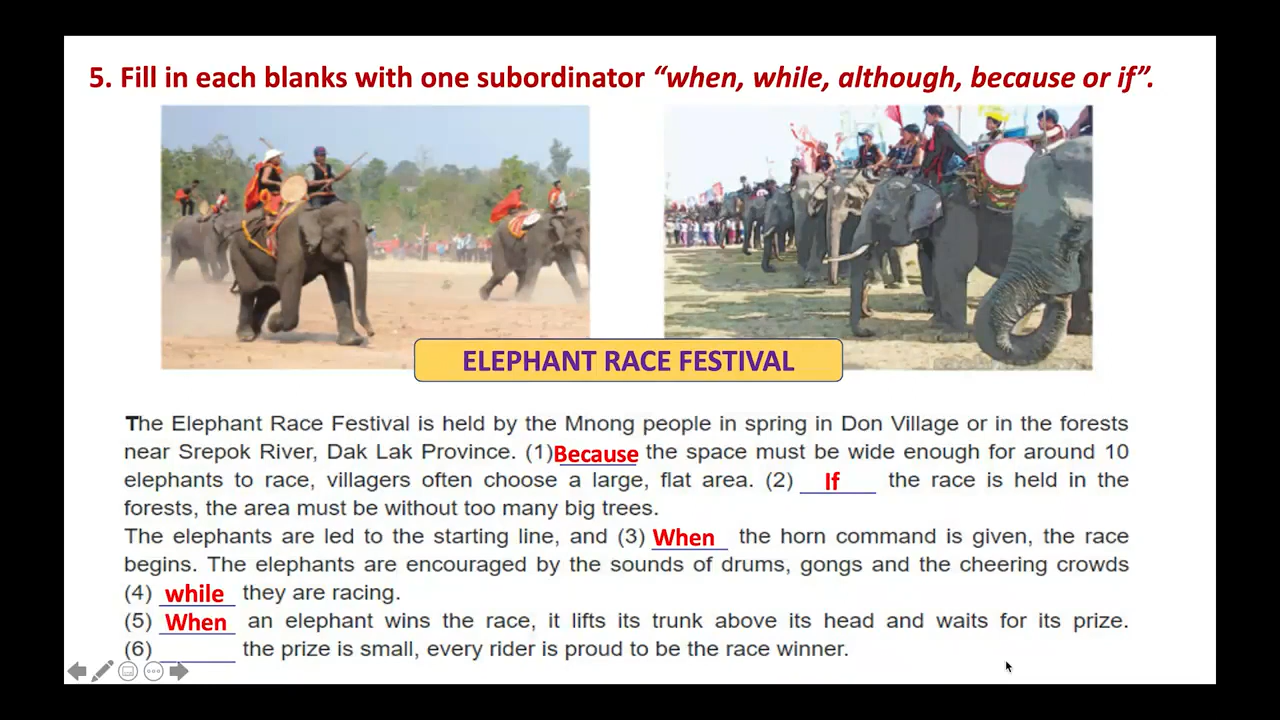 5. Fill in each blanks with one subordinator “when, while, although, because or if”.
ELEPHANT RACE FESTIVAL
The Elephant Race Festival is held by the Mnong people in spring in Don Village or in the forests
near Srepok River, Dak Lak Province. (1) Because the space must be wide enough for around 10
elephants to race, villagers often choose a large, flat area. (2) If the race is held in the
forests, the area must be without too many big trees.
The elephants are led to the starting line, and (3) When the horn command is given, the race
begins. The elephants are encouraged by the sounds of drums, gongs and the cheering crowds
(4) while they are racing.
(5) When an elephant wins the race, it lifts its trunk above its head and waits for its prize.
(6) ______ the prize is small, every rider is proud to be the race winner.